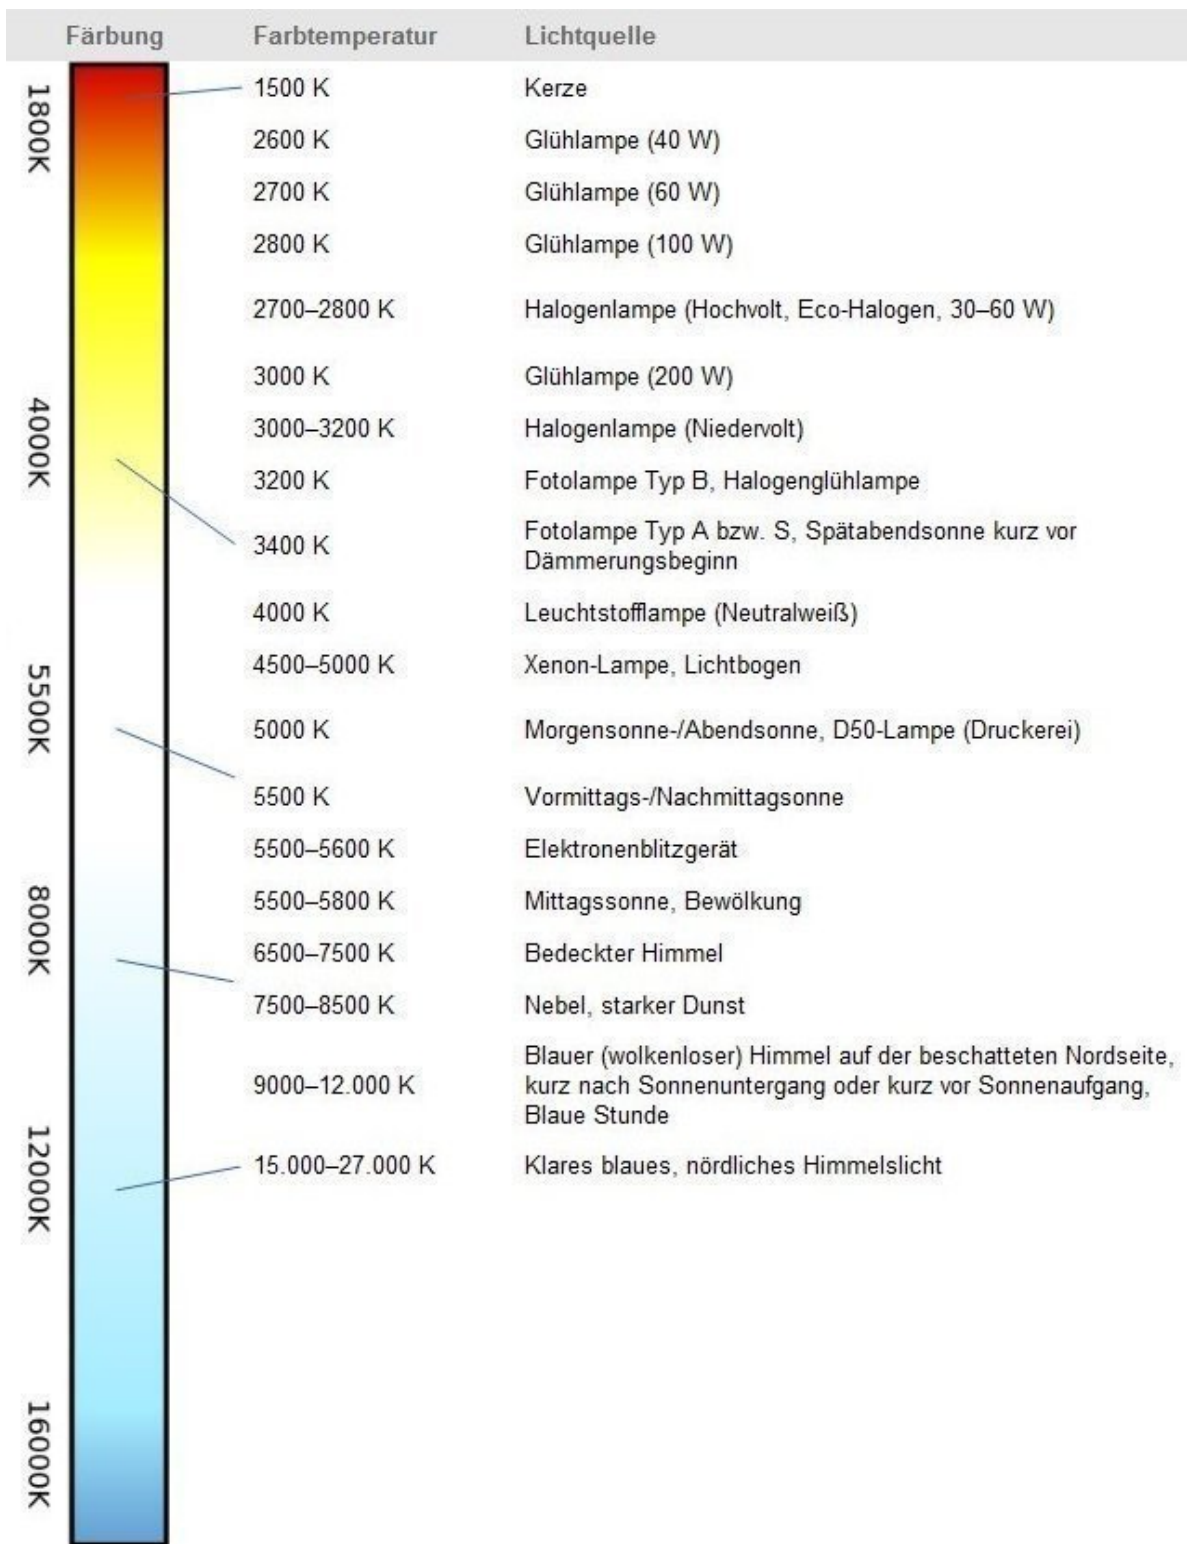 Färbung Farbtemperatur Lichtquelle
1800K
4000K
5500K
8000K
12000K
16000K
1500 K Kerze
2600 K Glühlampe (40 W)
2700 K Glühlampe (60 W)
2800 K Glühlampe (100 W)
2700–2800 K Halogenlampe (Hochvolt, Eco-Halogen, 30–60 W)
3000 K Glühlampe (200 W)
3000–3200 K Halogenlampe (Niedervolt)
3200 K Fotolampe Typ B, Halogenglühlampe
3400 K Fotolampe Typ A bzw. S, Spätabendsonne kurz vor
Dämmerungsbeginn
4000 K Leuchtstofflampe (Neutralweiß)
4500–5000 K Xenon-Lampe, Lichtbogen
5000 K Morgensonne-/Abendsonne, D50-Lampe (Druckerei)
5500 K Vormittags-/Nachmittagsonne
5500–5600 K Elektronenblitzgerät
5500–5800 K Mittagssonne, Bewölkung
6500–7500 K Bedeckter Himmel
7500–8500 K Nebel, starker Dunst
9000–12.000 K Blauer (wolkenloser) Himmel auf der beschatteten Nordseite,
kurz nach Sonnenuntergang oder kurz vor Sonnenaufgang,
Blaue Stunde
15.000–27.000 K Klares blaues, nördliches Himmelslicht